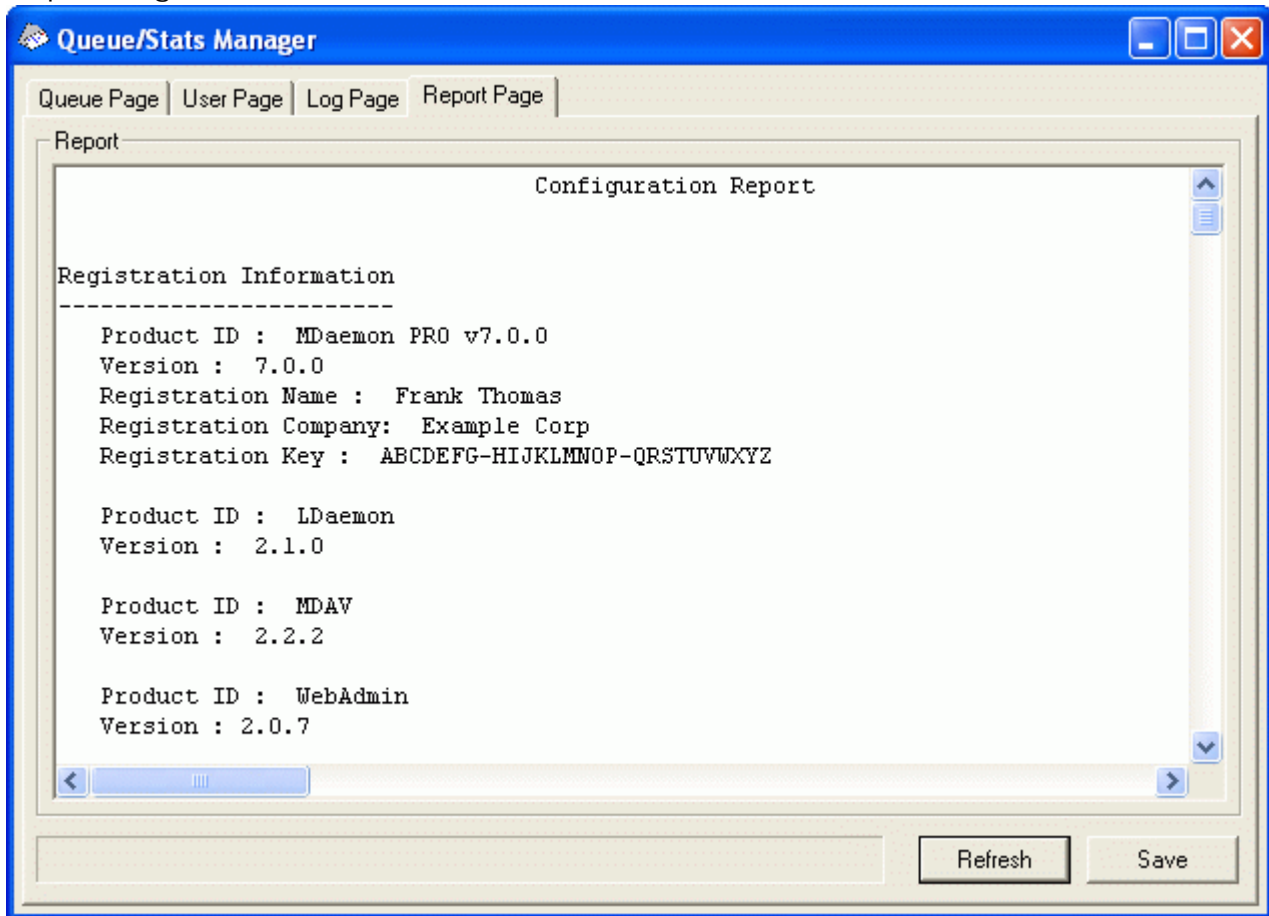 Queue/Stats Manager
Queue Page User Page Log Page Report Page
Report
Configuration Report
Registration Information
------------------------
Product ID :  MDaemon PRO v7.0.0
Version :  7.0.0
Registration Name :  Frank Thomas
Registration Company:  Example Corp
Registration Key :  ABCDEFG-HIJKLMNOP-QRSTUVWXYZ
Product ID :  LDaemon
Version :  2.1.0
Product ID :  MDAV
Version :  2.2.2
Product ID :  WebAdmin
Version : 2.0.7
Refresh Save